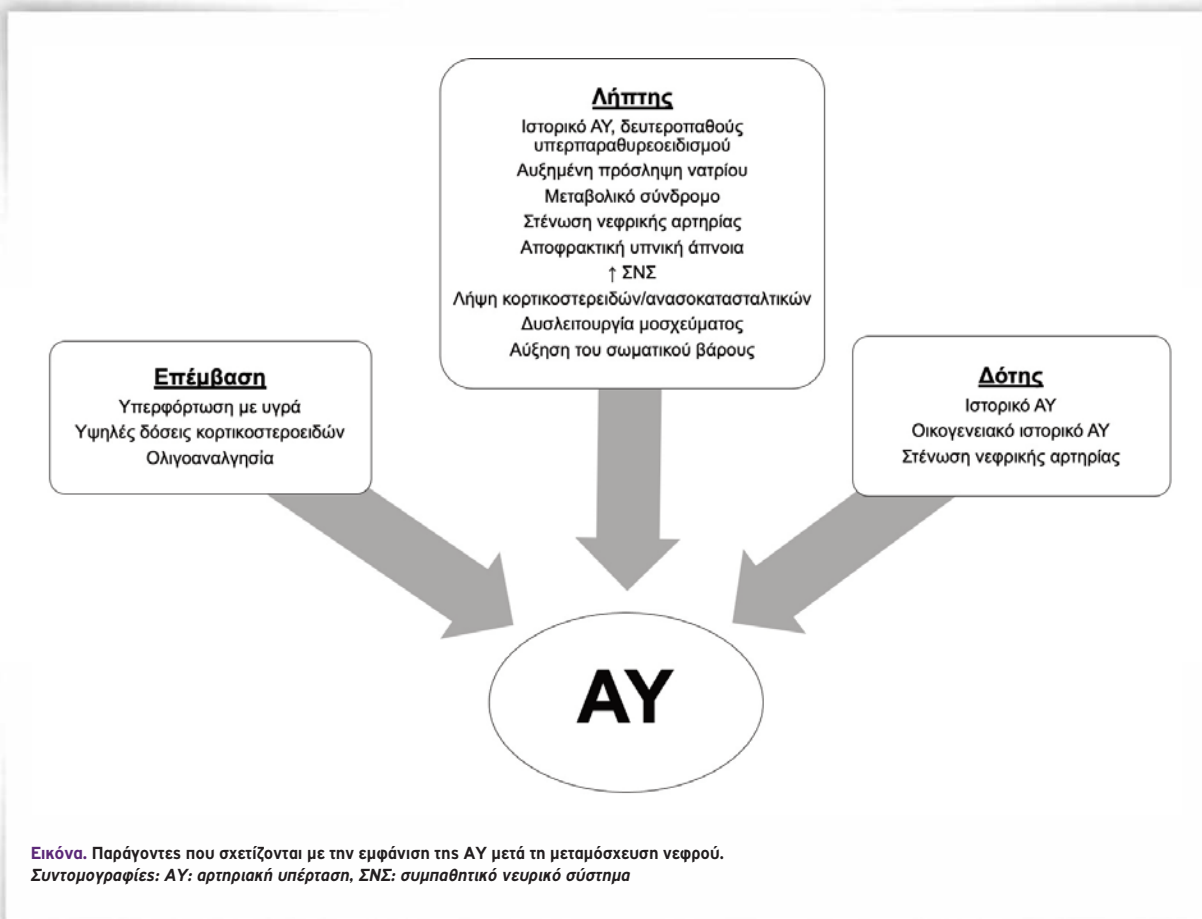 Λήπτης
Ιστορικό ΑΥ, δευτεροπαθούς
υπερπαραθυρεοειδισμού
Αυξημένη πρόσληψη νατρίου
Μεταβολικό σύνδρομο
Στένωση νεφρικής αρτηρίας
Αποφρακτική υπνική άπνοια
↑ ΣΝΣ
Λήψη κορτικοστερειδών/ανασοκατασταλτικών
Δυσλειτουργία μοσχεύματος
Αύξηση του σωματικού βάρους
Επέμβαση
Υπερφόρτωση με υγρά
Υψηλές δόσεις κορτικοστεροειδών
Ολιγοαναλγησία
Δότης
Ιστορικό ΑΥ
Οικογενειακό ιστορικό ΑΥ
Στένωση νεφρικής αρτηρίας
ΑΥ
Εικόνα. Παράγοντες που σχετίζονται με την εμφάνιση της ΑΥ μετά τη μεταμόσχευση νεφρού.
Συντομογραφίες: ΑΥ: αρτηριακή υπέρταση, ΣΝΣ: συμπαθητικό νευρικό σύστημα